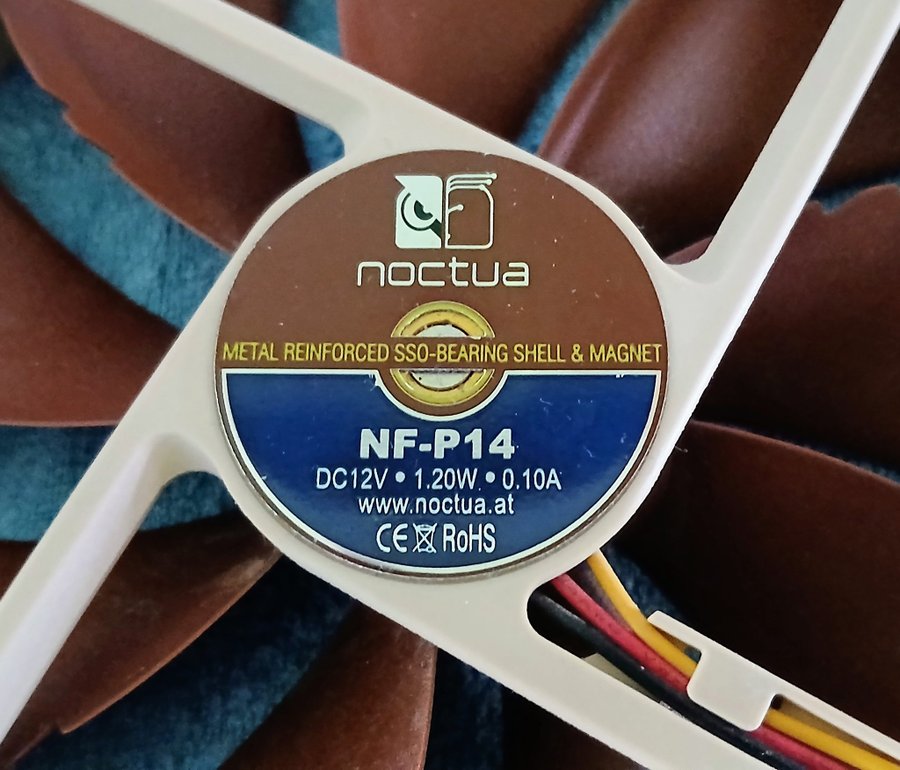 noctua
METAL REINFORCED SSO-BEARING SHELL & MAGNET
NF-P14
DC12V • 1.20W • 0.10A
www.noctua.at
CE RoHS